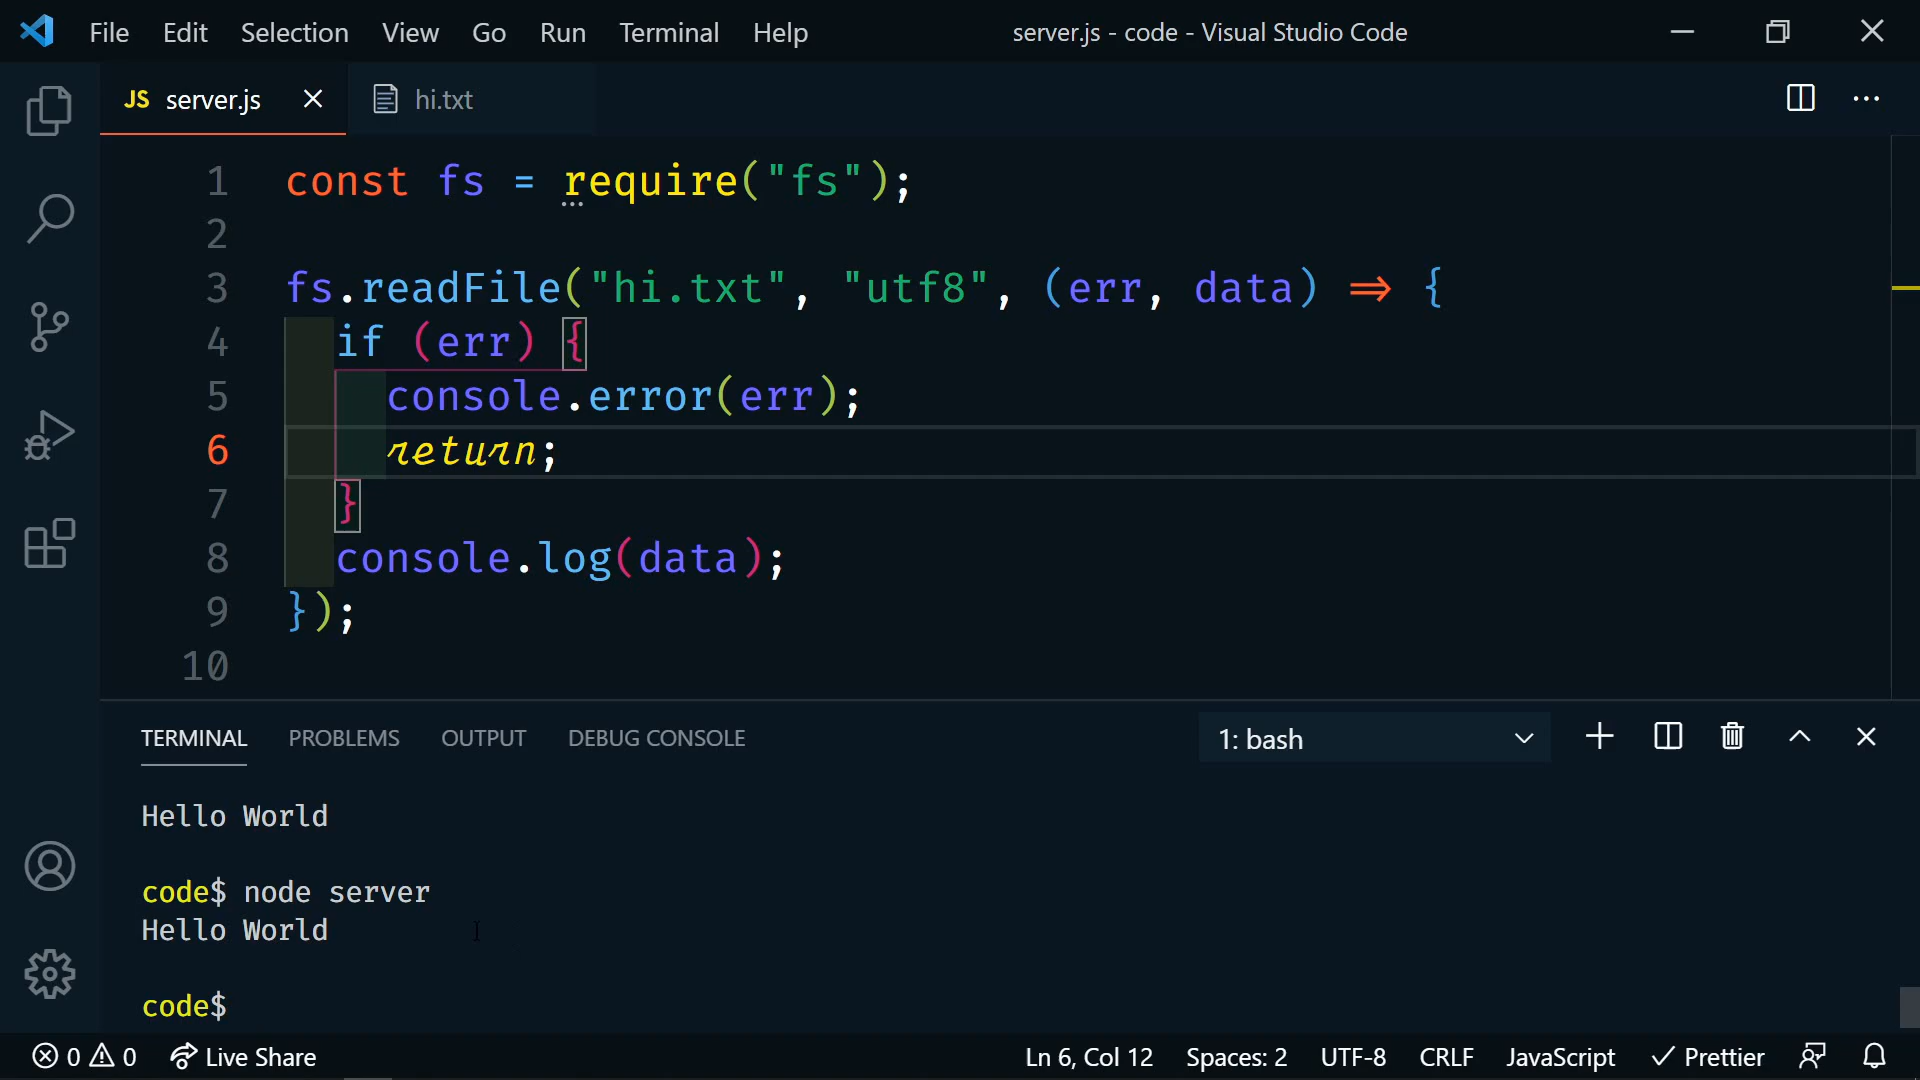 File Edit Selection View Go Run Terminal Help server.js - code - Visual Studio Code
JS server.js hi.txt
1 const fs = require("fs");
2
3 fs.readFile("hi.txt", "utf8", (err, data) => {
4 if (err) {
5 console.error(err);
6 return;
7 }
8 console.log(data);
9 });
10
TERMINAL PROBLEMS OUTPUT DEBUG CONSOLE 1: bash
Hello World
code$ node server
Hello World
code$
0 0 Live Share Ln 6, Col 12 Spaces: 2 UTF-8 CRLF JavaScript Prettier